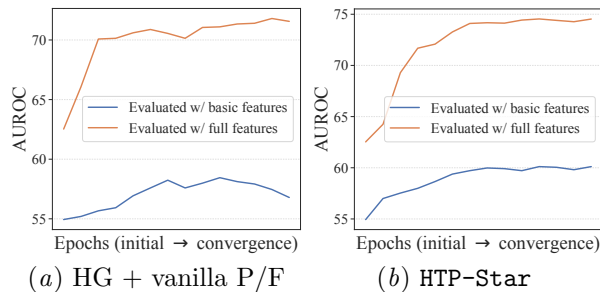 70
65
60
55
AUROC
Evaluated w/ basic features
Evaluated w/ full features
Epochs (initial → convergence)
(a) HG + vanilla P/F
75
70
65
60
55
AUROC
Evaluated w/ basic features
Evaluated w/ full features
Epochs (initial → convergence)
(b) HTP-Star